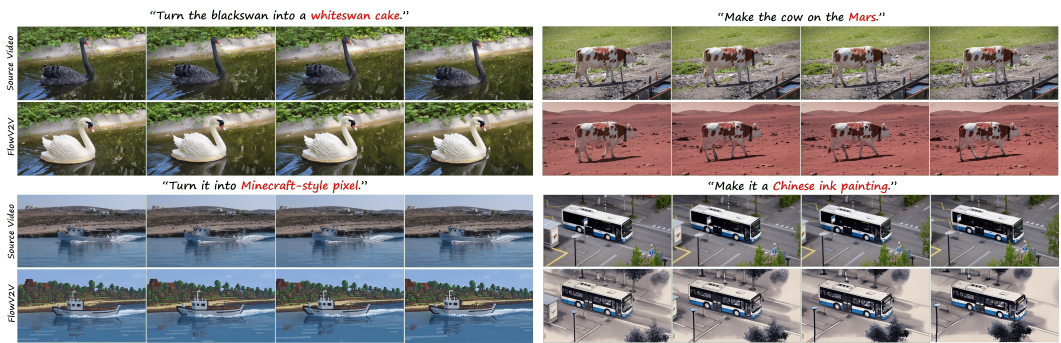 “Turn the blackswan into a whiteswan cake.”
Source Video
FlowV2V
“Make the cow on the Mars.”
“Turn it into Minecraft-style pixel.”
Source Video
FlowV2V
“Make it a Chinese ink painting.”